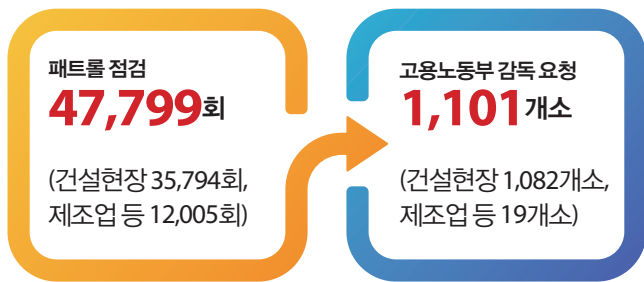 패트롤 점검
47,799회
(건설현장 35,794회,
제조업 등 12,005회)
고용노동부 감독 요청
1,101개소
(건설현장 1,082개소,
제조업 등 19개소)